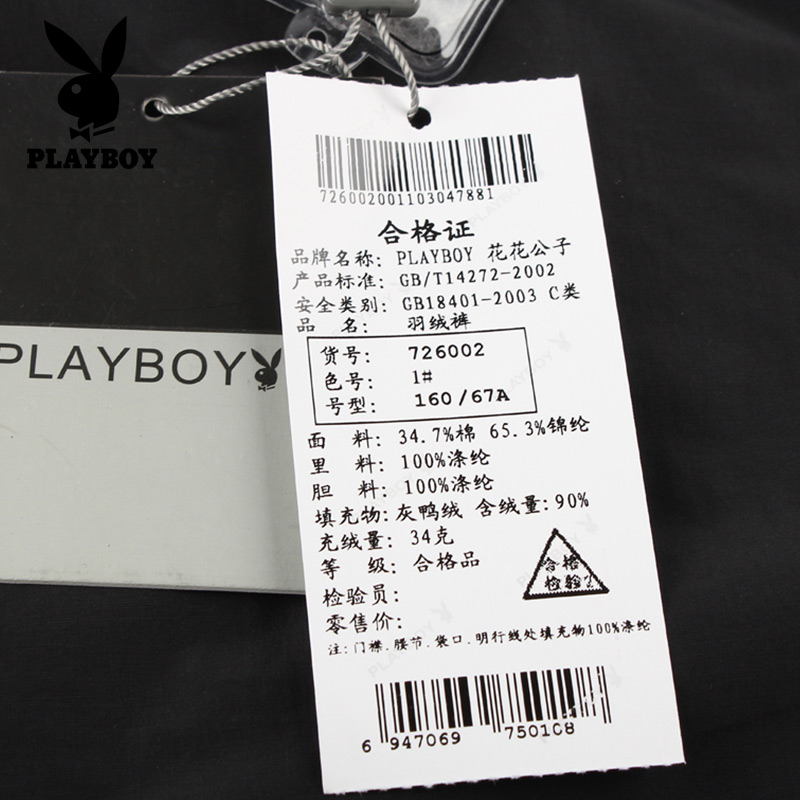 PLAYBOY
PLAYBOY
726002001103047881
合格证
品牌名称: PLAYBOY 花花公子
产品标准: GB/T14272-2002
安全类别: GB18401-2003 C类
品 名: 羽绒裤
货号: 726002
色号: 1#
号型: 160/67A
面 料: 34.7%棉 65.3%锦纶
里 料: 100%涤纶
胆 料: 100%涤纶
填充物: 灰鸭绒 含绒量: 90%
充绒量: 34克
等 级: 合格品
合格
检验
检验员:
零售价:
注:门襟.腰节.袋口.明行线处填充物100%涤纶
6 947069 750108